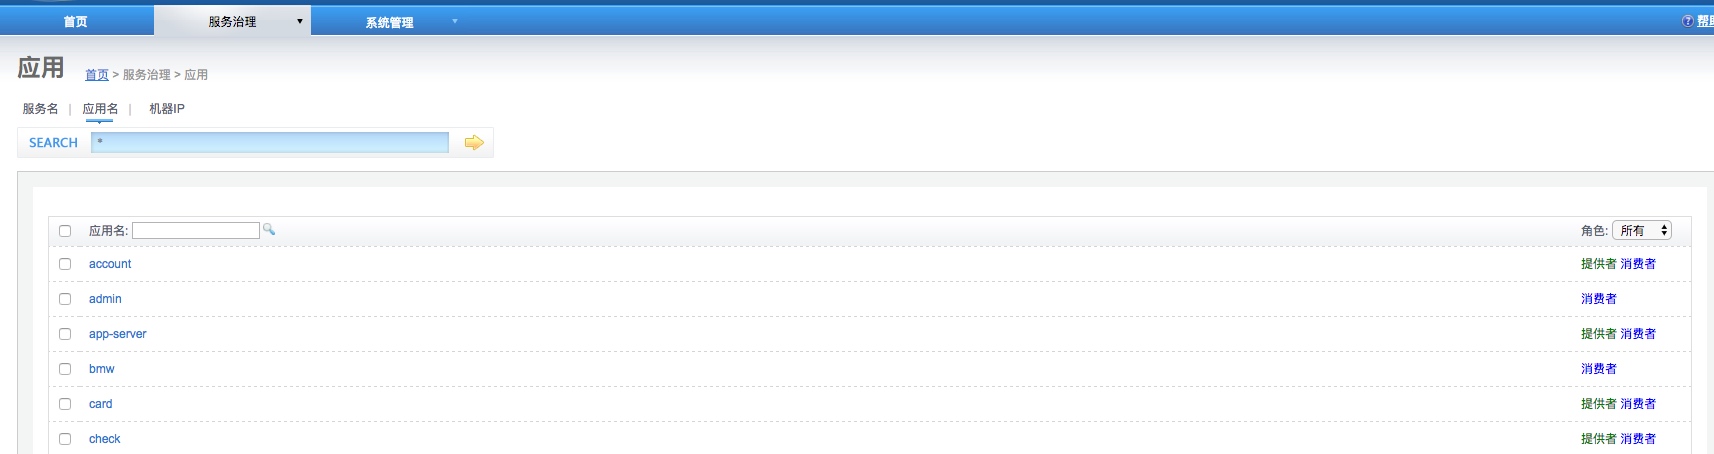 首页 服务治理 系统管理
应用 首页 > 服务治理 > 应用
服务名 | 应用名 | 机器IP
SEARCH *
应用名: 角色: 所有
account 提供者 消费者
admin 消费者
app-server 提供者 消费者
bmw 消费者
card 提供者 消费者
check 提供者 消费者